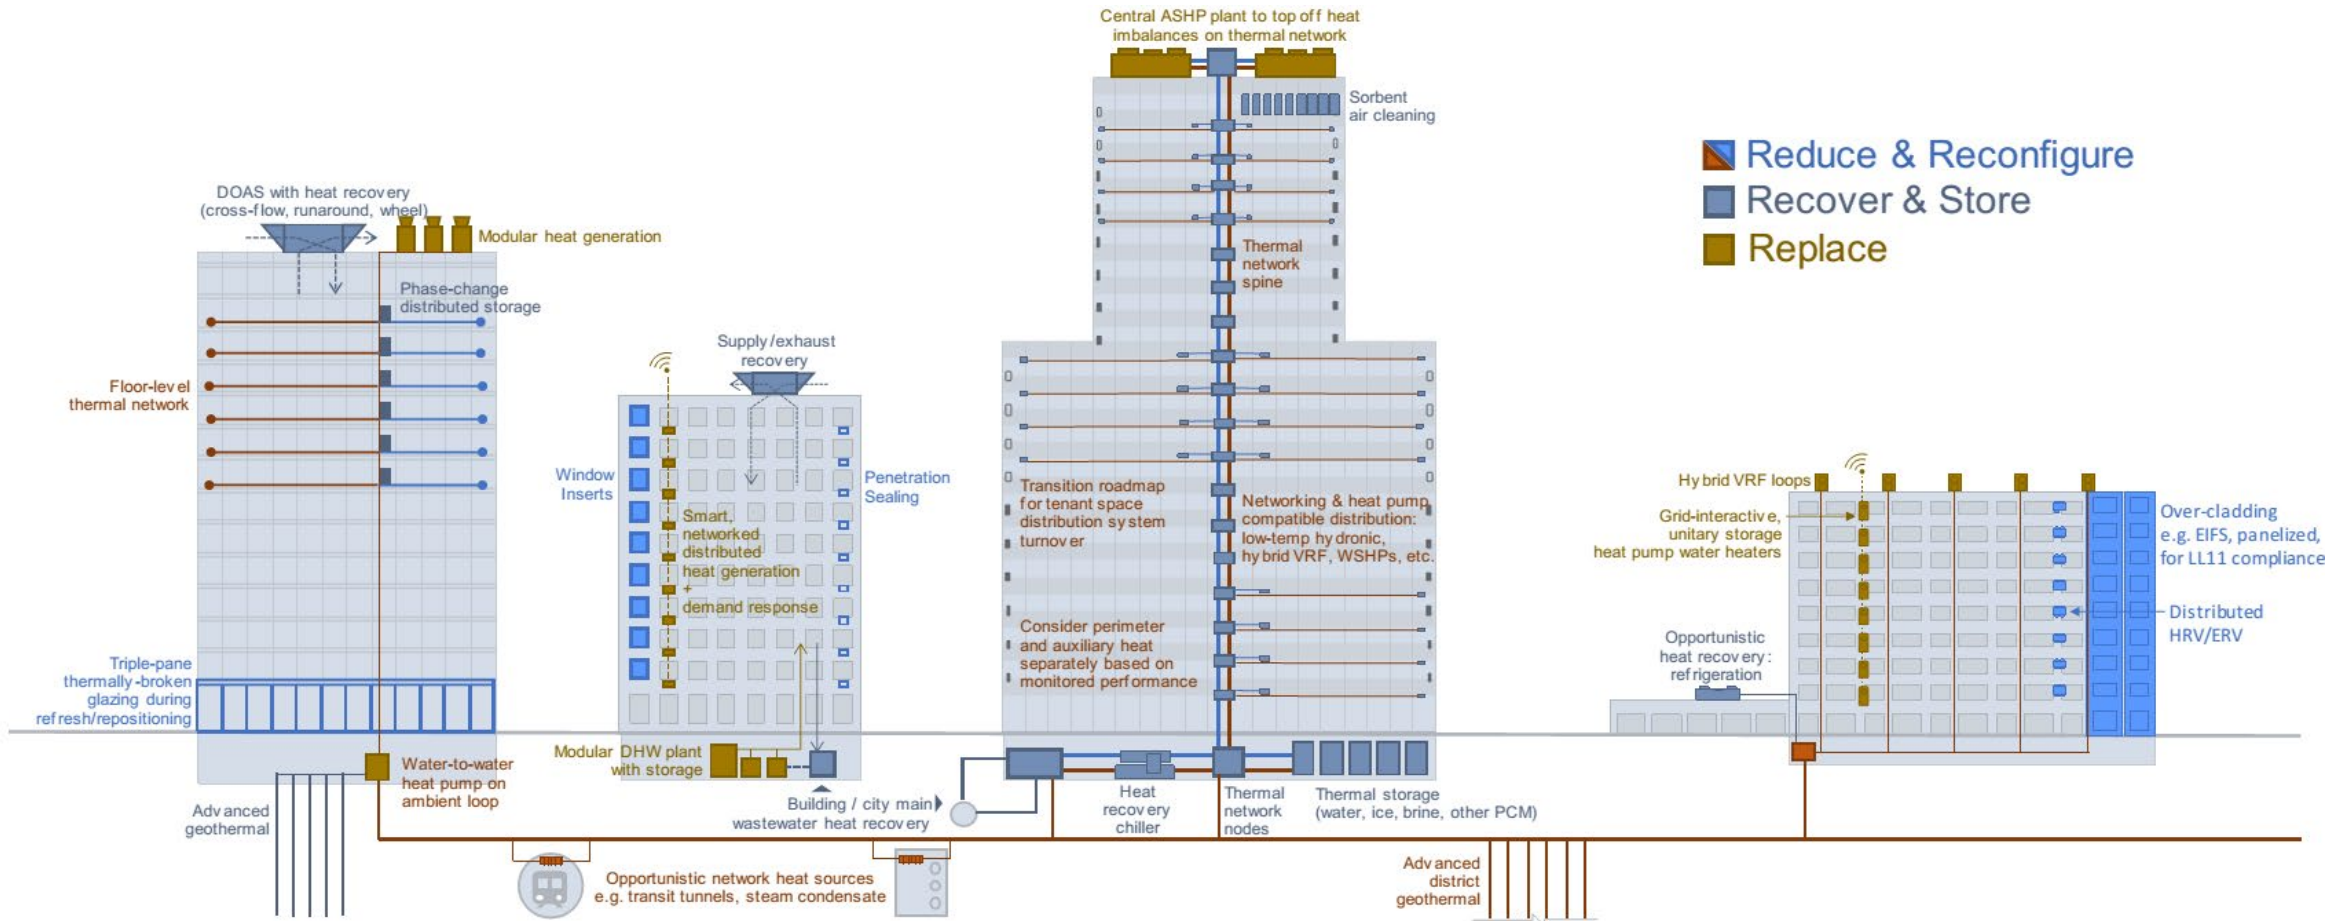 Central ASHP plant to top off heat
imbalances on thermal network
Sorbent
air cleaning
Reduce & Reconfigure
Recover & Store
Replace
DOAS with heat recovery
(cross-flow, runaround, wheel)
Modular heat generation
Phase-change
distributed storage
Floor-level
thermal network
Triple-pane
thermally-broken
glazing during
refresh/repositioning
Water-to-water
heat pump on
ambient loop
Advanced
geothermal
Supply/exhaust
recovery
Window
Inserts
Penetration
Sealing
Smart,
networked
distributed
heat generation
+
demand response
Modular DHW plant
with storage
Building / city main
wastewater heat recovery
Opportunistic network heat sources
e.g. transit tunnels, steam condensate
Thermal
network
spine
Transition roadmap
for tenant space
distribution system
turnover
Networking & heat pump
compatible distribution:
low-temp hydronic,
hybrid VRF, WSHPs, etc.
Consider perimeter
and auxiliary heat
separately based on
monitored performance
Heat
recovery
chiller
Thermal
network
nodes
Thermal storage
(water, ice, brine, other PCM)
Advanced
district
geothermal
Hybrid VRF loops
Grid-interactive,
unitary storage
heat pump water heaters
Opportunistic
heat recovery:
refrigeration
Over-cladding
e.g. EIFS, panelized,
for LL11 compliance
Distributed
HRV/ERV